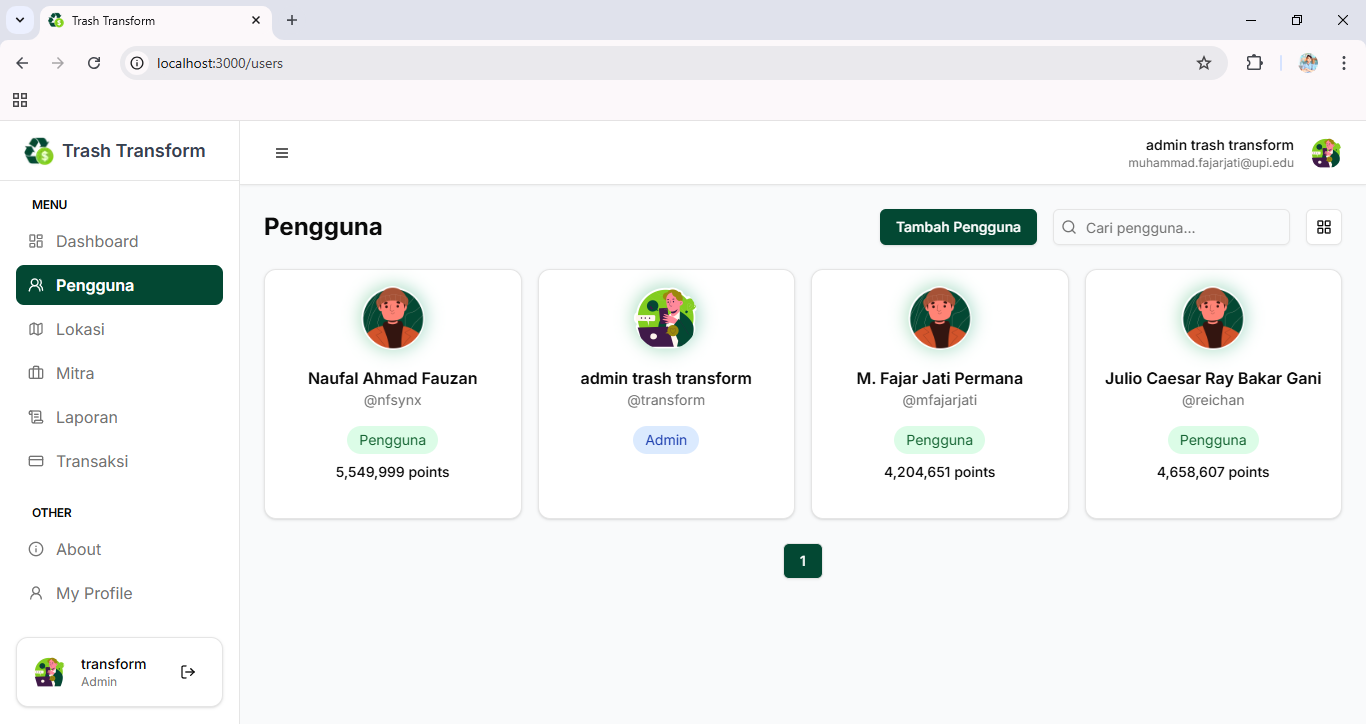 Trash Transform
localhost:3000/users
Trash Transform
admin trash transform
muhammad.fajarjati@upi.edu
MENU
Dashboard
Pengguna
Lokasi
Mitra
Laporan
Transaksi
OTHER
About
My Profile
transform
Admin
Pengguna
Tambah Pengguna
Cari pengguna...
Naufal Ahmad Fauzan
@nfsynx
Pengguna
5,549,999 points
admin trash transform
@transform
Admin
M. Fajar Jati Permana
@mfajarjati
Pengguna
4,204,651 points
Julio Caesar Ray Bakar Gani
@reichan
Pengguna
4,658,607 points
1